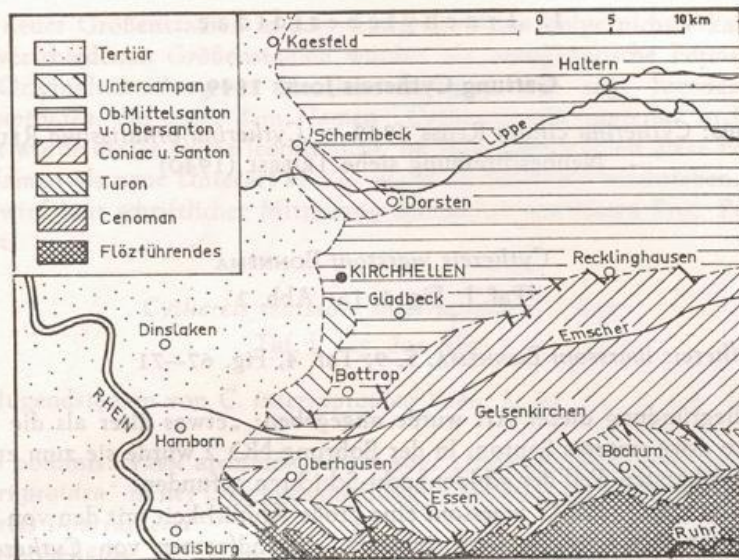 Tertiär
Untercampan
Ob.Mittelsanton
u. Obersanton
Coniac u. Santon
Turon
Cenoman
Flözführendes
0 5 10 km
Kaesfeld
Haltern
Schermbeck
Lippe
Dorsten
KIRCHHELLEN
Recklinghausen
Gladbeck
Dinslaken
Emscher
RHEIN
Bottrop
Gelsenkirchen
Hamborn
Oberhausen
Bochum
Essen
Duisburg
Ruhr